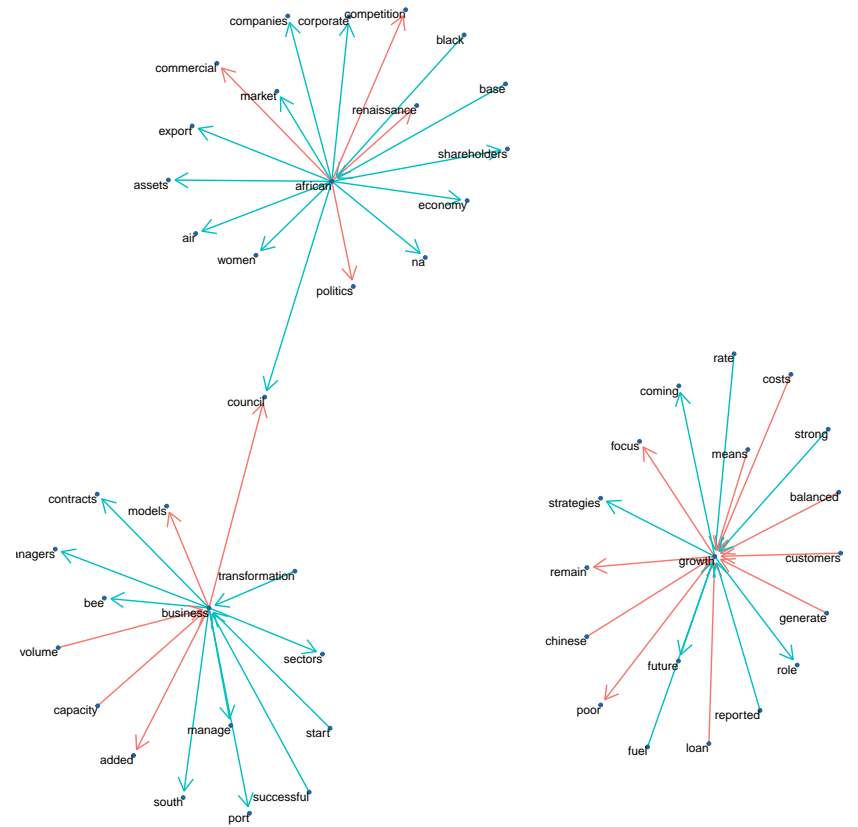 companies
corporate
competition
black
commercial
market
base
renaissance
export
shareholders
assets
african
economy
air
women
na
politics
rate
costs
council
coming
strong
focus
means
contracts
models
strategies
balanced
anagers
transformation
growth
customers
remain
bee
business
generate
chinese
volume
sectors
future
role
capacity
manage
start
poor
reported
added
fuel
loan
south
successful
port